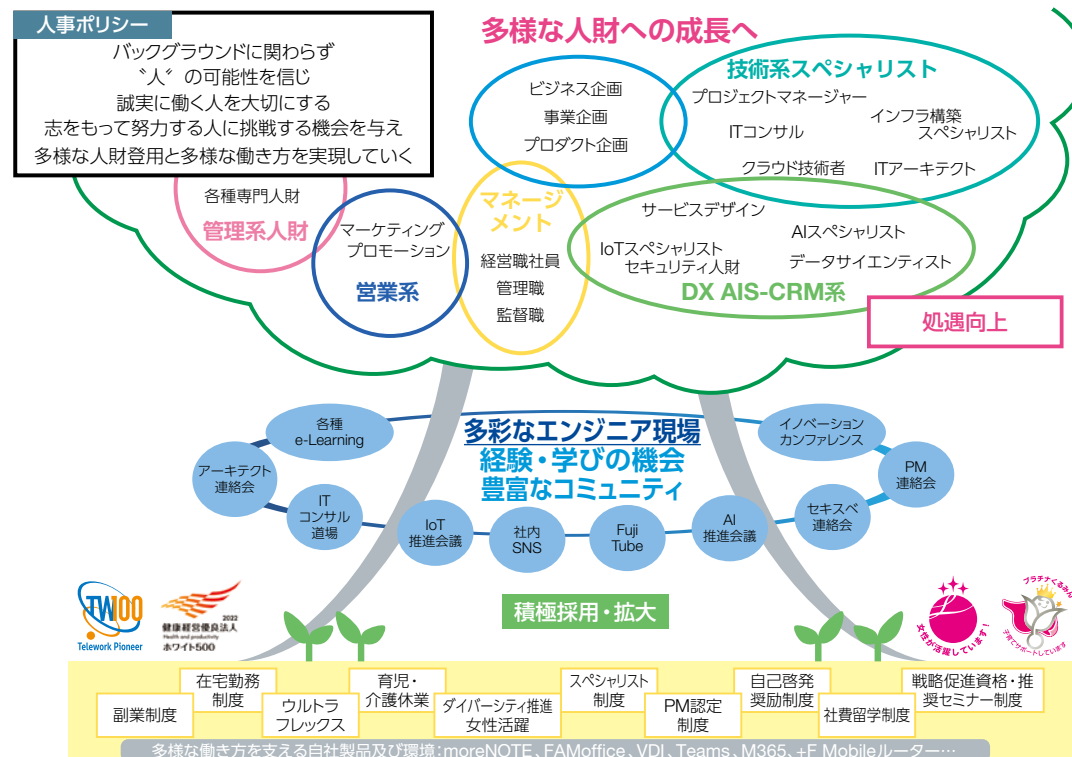 人事ポリシー
バックグラウンドに関わらず
〝人〟の可能性を信じ
誠実に働く人を大切にする
志をもって努力する人に挑戦する機会を与え
多様な人財登用と多様な働き方を実現していく
多様な人財への成長へ
ビジネス企画
事業企画
プロダクト企画
技術系スペシャリスト
プロジェクトマネージャー
インフラ構築
スペシャリスト
ITコンサル
クラウド技術者
ITアーキテクト
各種専門人財
管理系人財
マーケティング
プロモーション
営業系
マネージ
メント
経営職社員
管理職
監督職
サービスデザイン
AIスペシャリスト
IoTスペシャリスト
セキュリティ人財
データサイエンティスト
DX AIS-CRM系
処遇向上
各種
e-Learning
多彩なエンジニア現場
経験・学びの機会
豊富なコミュニティ
イノベーション
カンファレンス
アーキテクト
連絡会
PM
連絡会
IT
コンサル
道場
IoT
推進会議
社内
SNS
Fuji
Tube
AI
推進会議
セキスペ
連絡会
TW100
Telework Pioneer
2022
健康経営優良法人
Health and productivity
ホワイト500
積極採用・拡大
女性が活躍しています！
プラチナくるみん
子育てサポートしています
副業制度
在宅勤務
制度
ウルトラ
フレックス
育児・
介護休業
ダイバーシティ推進
女性活躍
スペシャリスト
制度
PM認定
制度
自己啓発
奨励制度
社費留学制度
戦略促進資格・推
奨セミナー制度
多様な働き方を支える自社製品及び環境：moreNOTE、FAMoffice、VDI、Teams、M365、+F Mobileルーター…